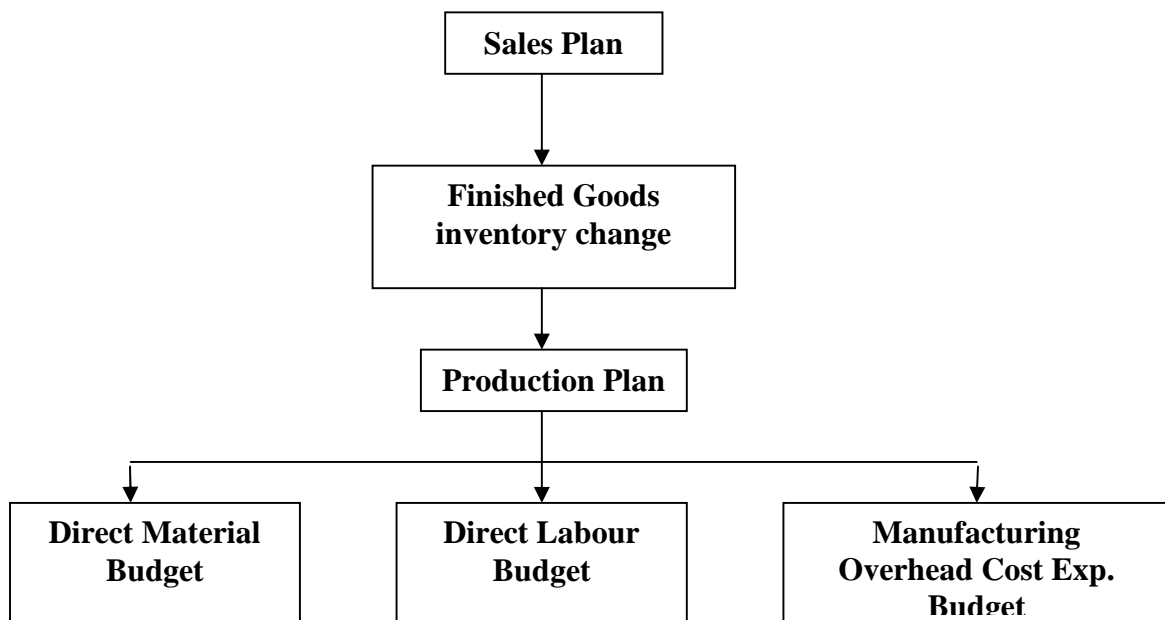 Sales Plan
Finished Goods
inventory change
Production Plan
Direct Material
Budget
Direct Labour
Budget
Manufacturing
Overhead Cost Exp.
Budget